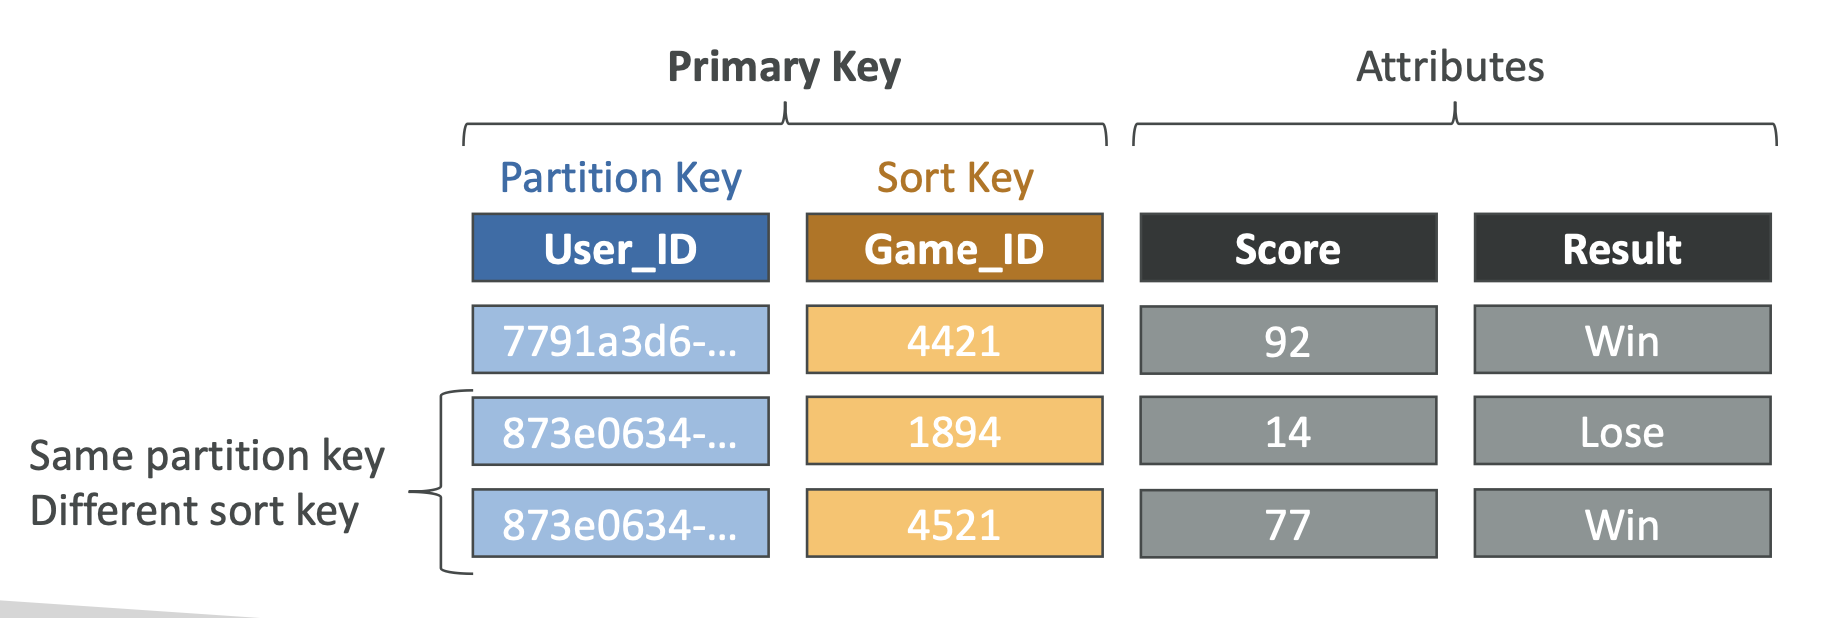 Primary Key
Attributes
Partition Key
Sort Key
User_ID
Game_ID
Score
Result
7791a3d6-...
4421
92
Win
Same partition key
Different sort key
873e0634-...
1894
14
Lose
873e0634-...
4521
77
Win